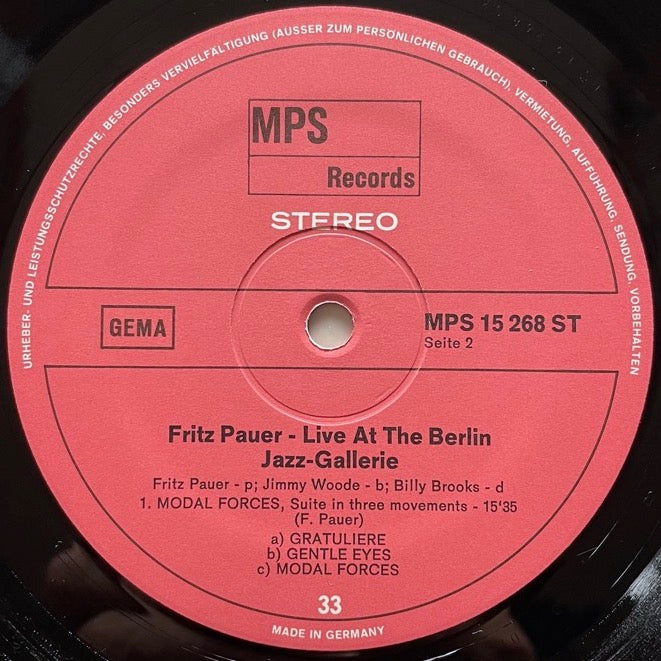 URHEBER- UND LEISTUNGSSCHUTZRECHTE, BESONDERS VERVIELFÄLTIGUNG (AUSSER ZUM PERSÖNLICHEN GEBRAUCH), VERMIETUNG, AUFFÜHRUNG, SENDUNG, VORBEHALTEN
MPS
Records
STEREO
GEMA
MPS 15 268 ST
Seite 2
Fritz Pauer - Live At The Berlin
Jazz-Gallerie
Fritz Pauer - p; Jimmy Woode - b; Billy Brooks - d
1. MODAL FORCES, Suite in three movements - 15'35
(F. Pauer)
a) GRATULIERE
b) GENTLE EYES
c) MODAL FORCES
33
MADE IN GERMANY